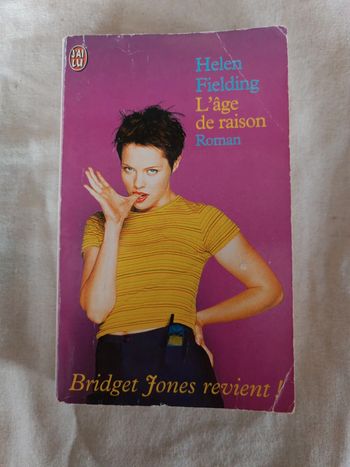 J'AI
LU
Helen
Fielding
L'âge
de raison
Roman
Bridget Jones revient !